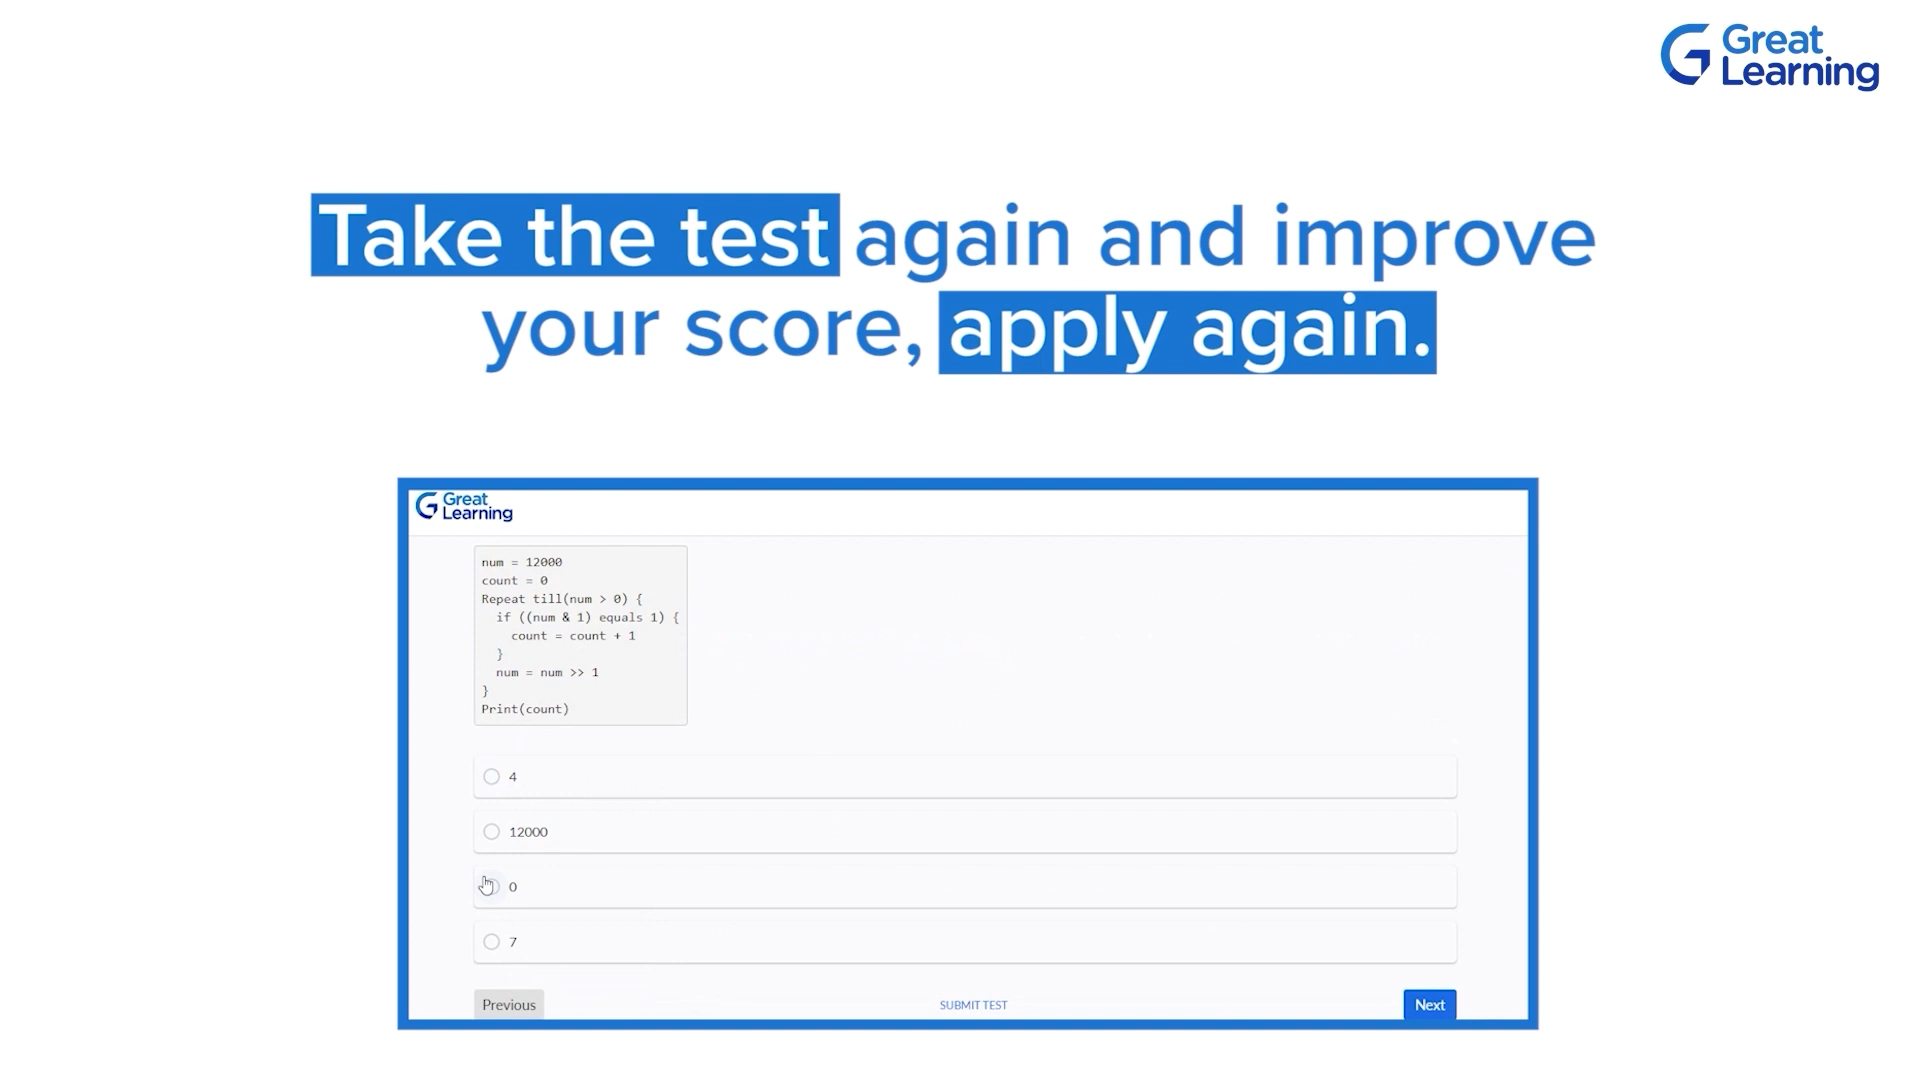 Great
Learning
Take the test again and improve
your score, apply again.
Great
Learning
num = 12000
count = 0
Repeat till(num > 0) {
  if ((num & 1) equals 1) {
    count = count + 1
  }
  num = num >> 1
}
Print(count)
4
12000
0
7
Previous
SUBMIT TEST
Next